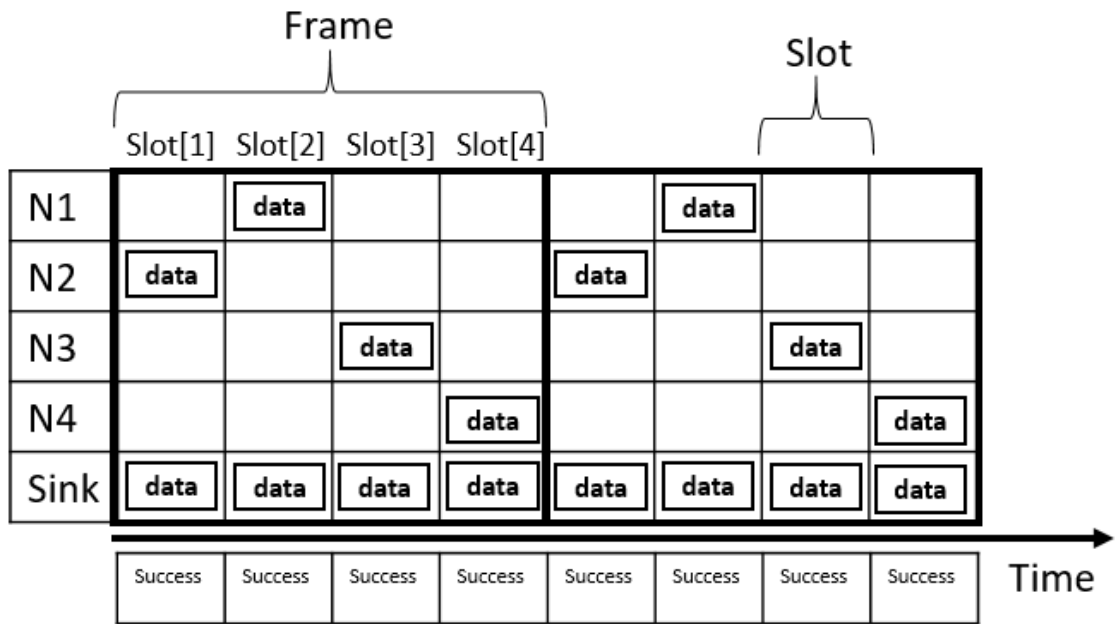 Frame
Slot
Slot[1] Slot[2] Slot[3] Slot[4]
N1 data data
N2 data data
N3 data data
N4 data data
Sink data data data data data data data data
Success Success Success Success Success Success Success Success Time